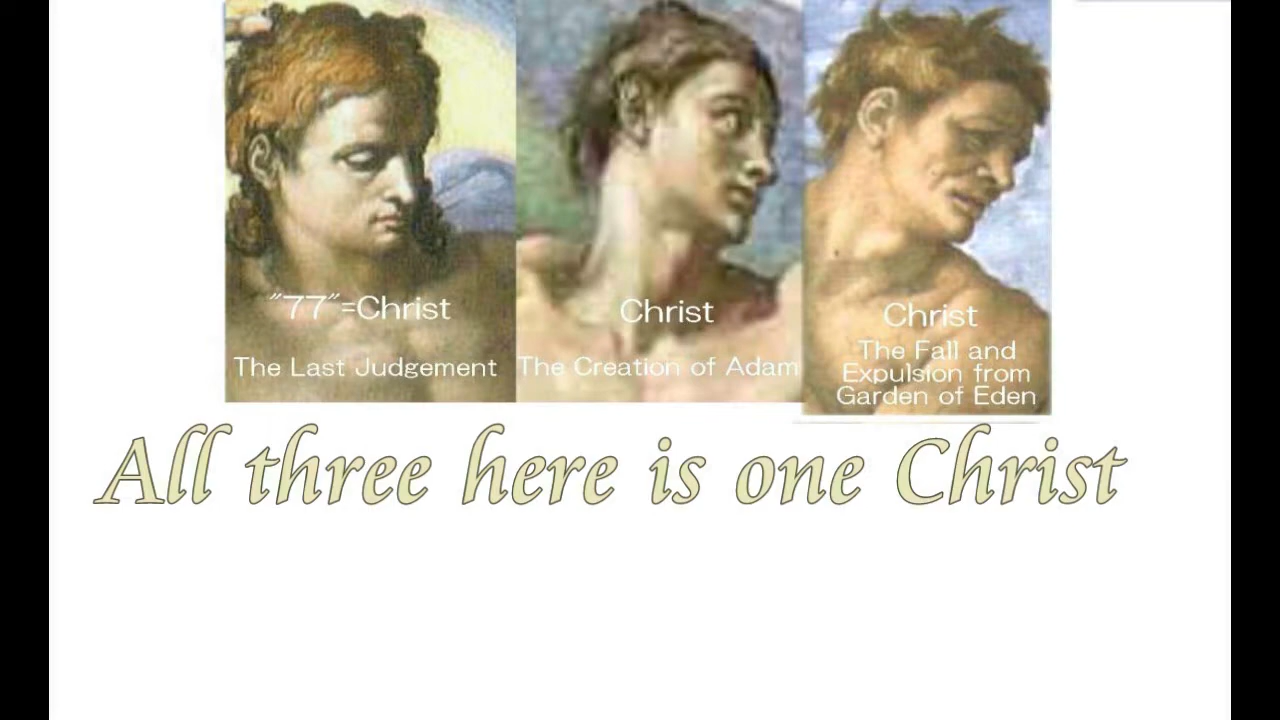 "77"=Christ
The Last Judgement
Christ
The Creation of Adam
Christ
The Fall and
Expulsion from
Garden of Eden
All three here is one Christ